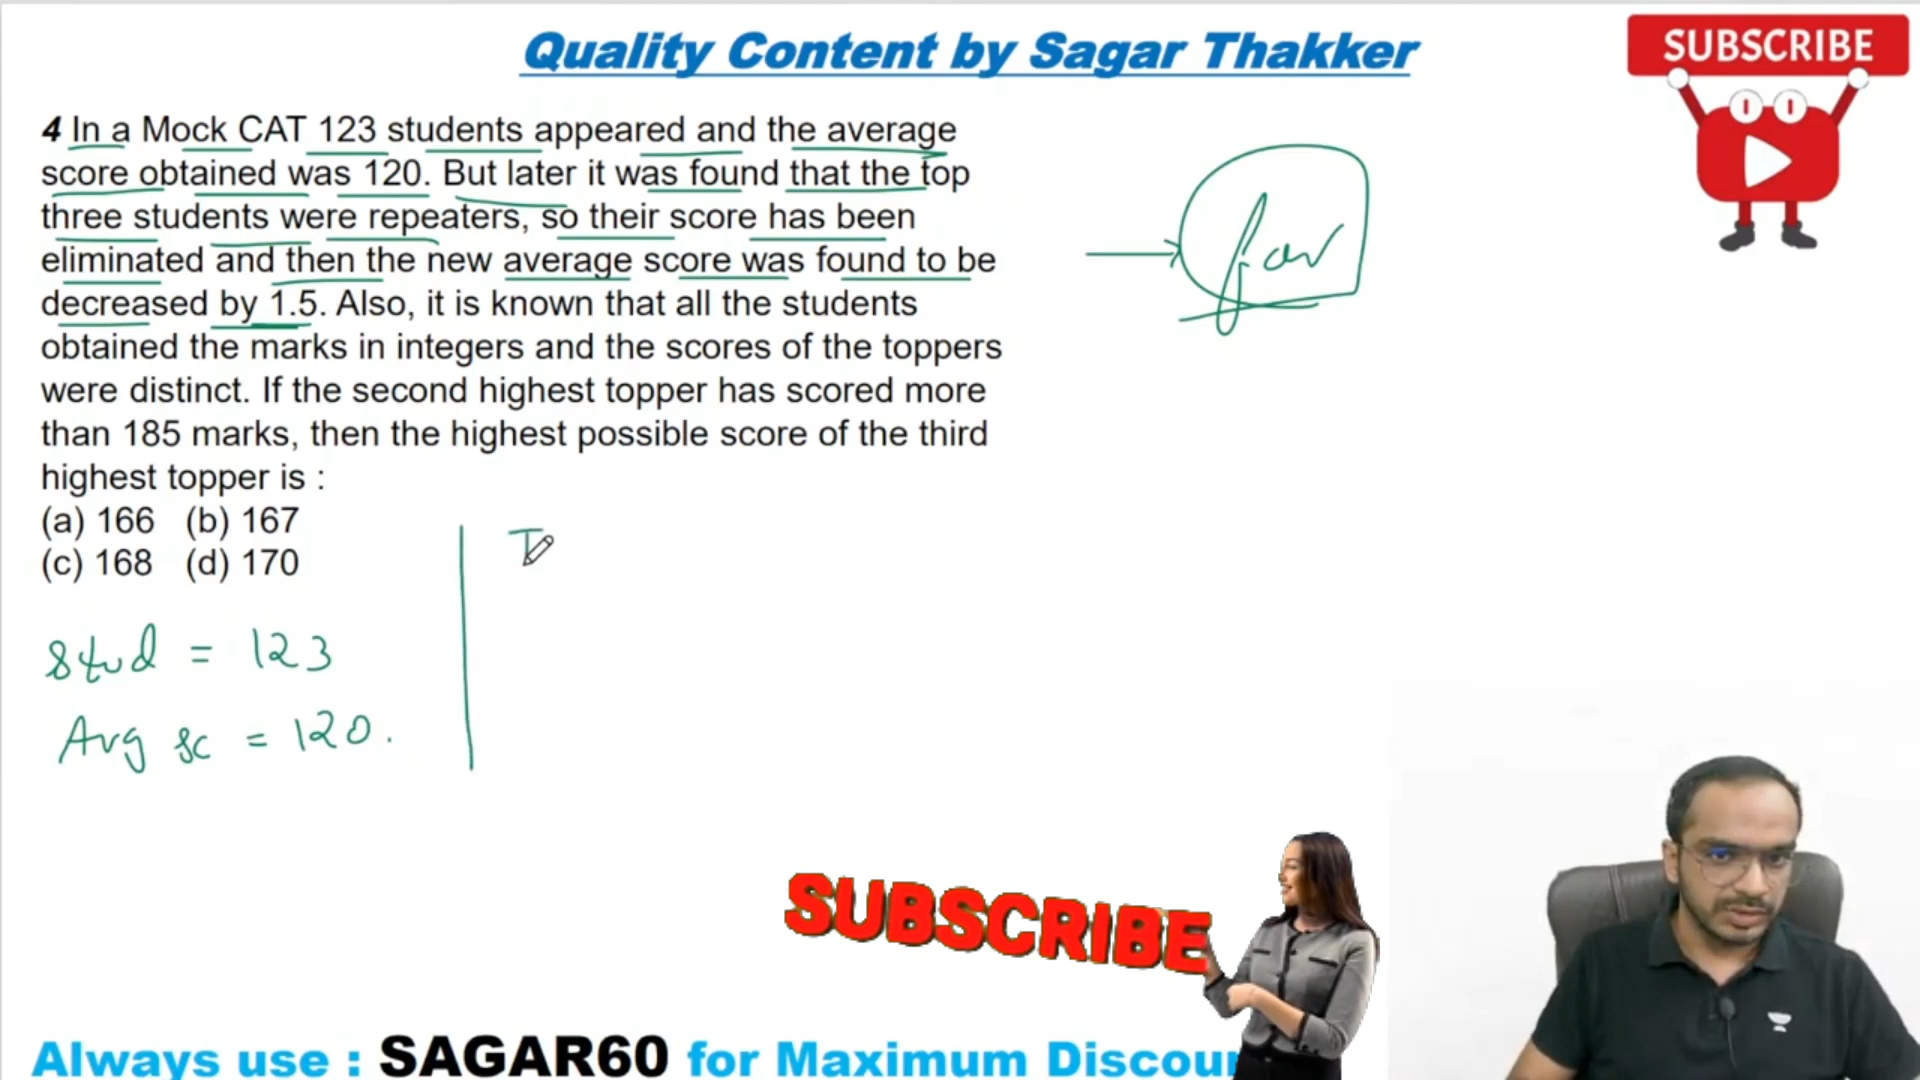 Quality Content by Sagar Thakker
SUBSCRIBE
4 In a Mock CAT 123 students appeared and the average
score obtained was 120. But later it was found that the top
three students were repeaters, so their score has been
eliminated and then the new average score was found to be
decreased by 1.5. Also, it is known that all the students
obtained the marks in integers and the scores of the toppers
were distinct. If the second highest topper has scored more
than 185 marks, then the highest possible score of the third
highest topper is :
(a) 166 (b) 167
(c) 168 (d) 170
Stud = 123
Avg sc = 120.
SUBSCRIBE
Always use : SAGAR60 for Maximum Discou